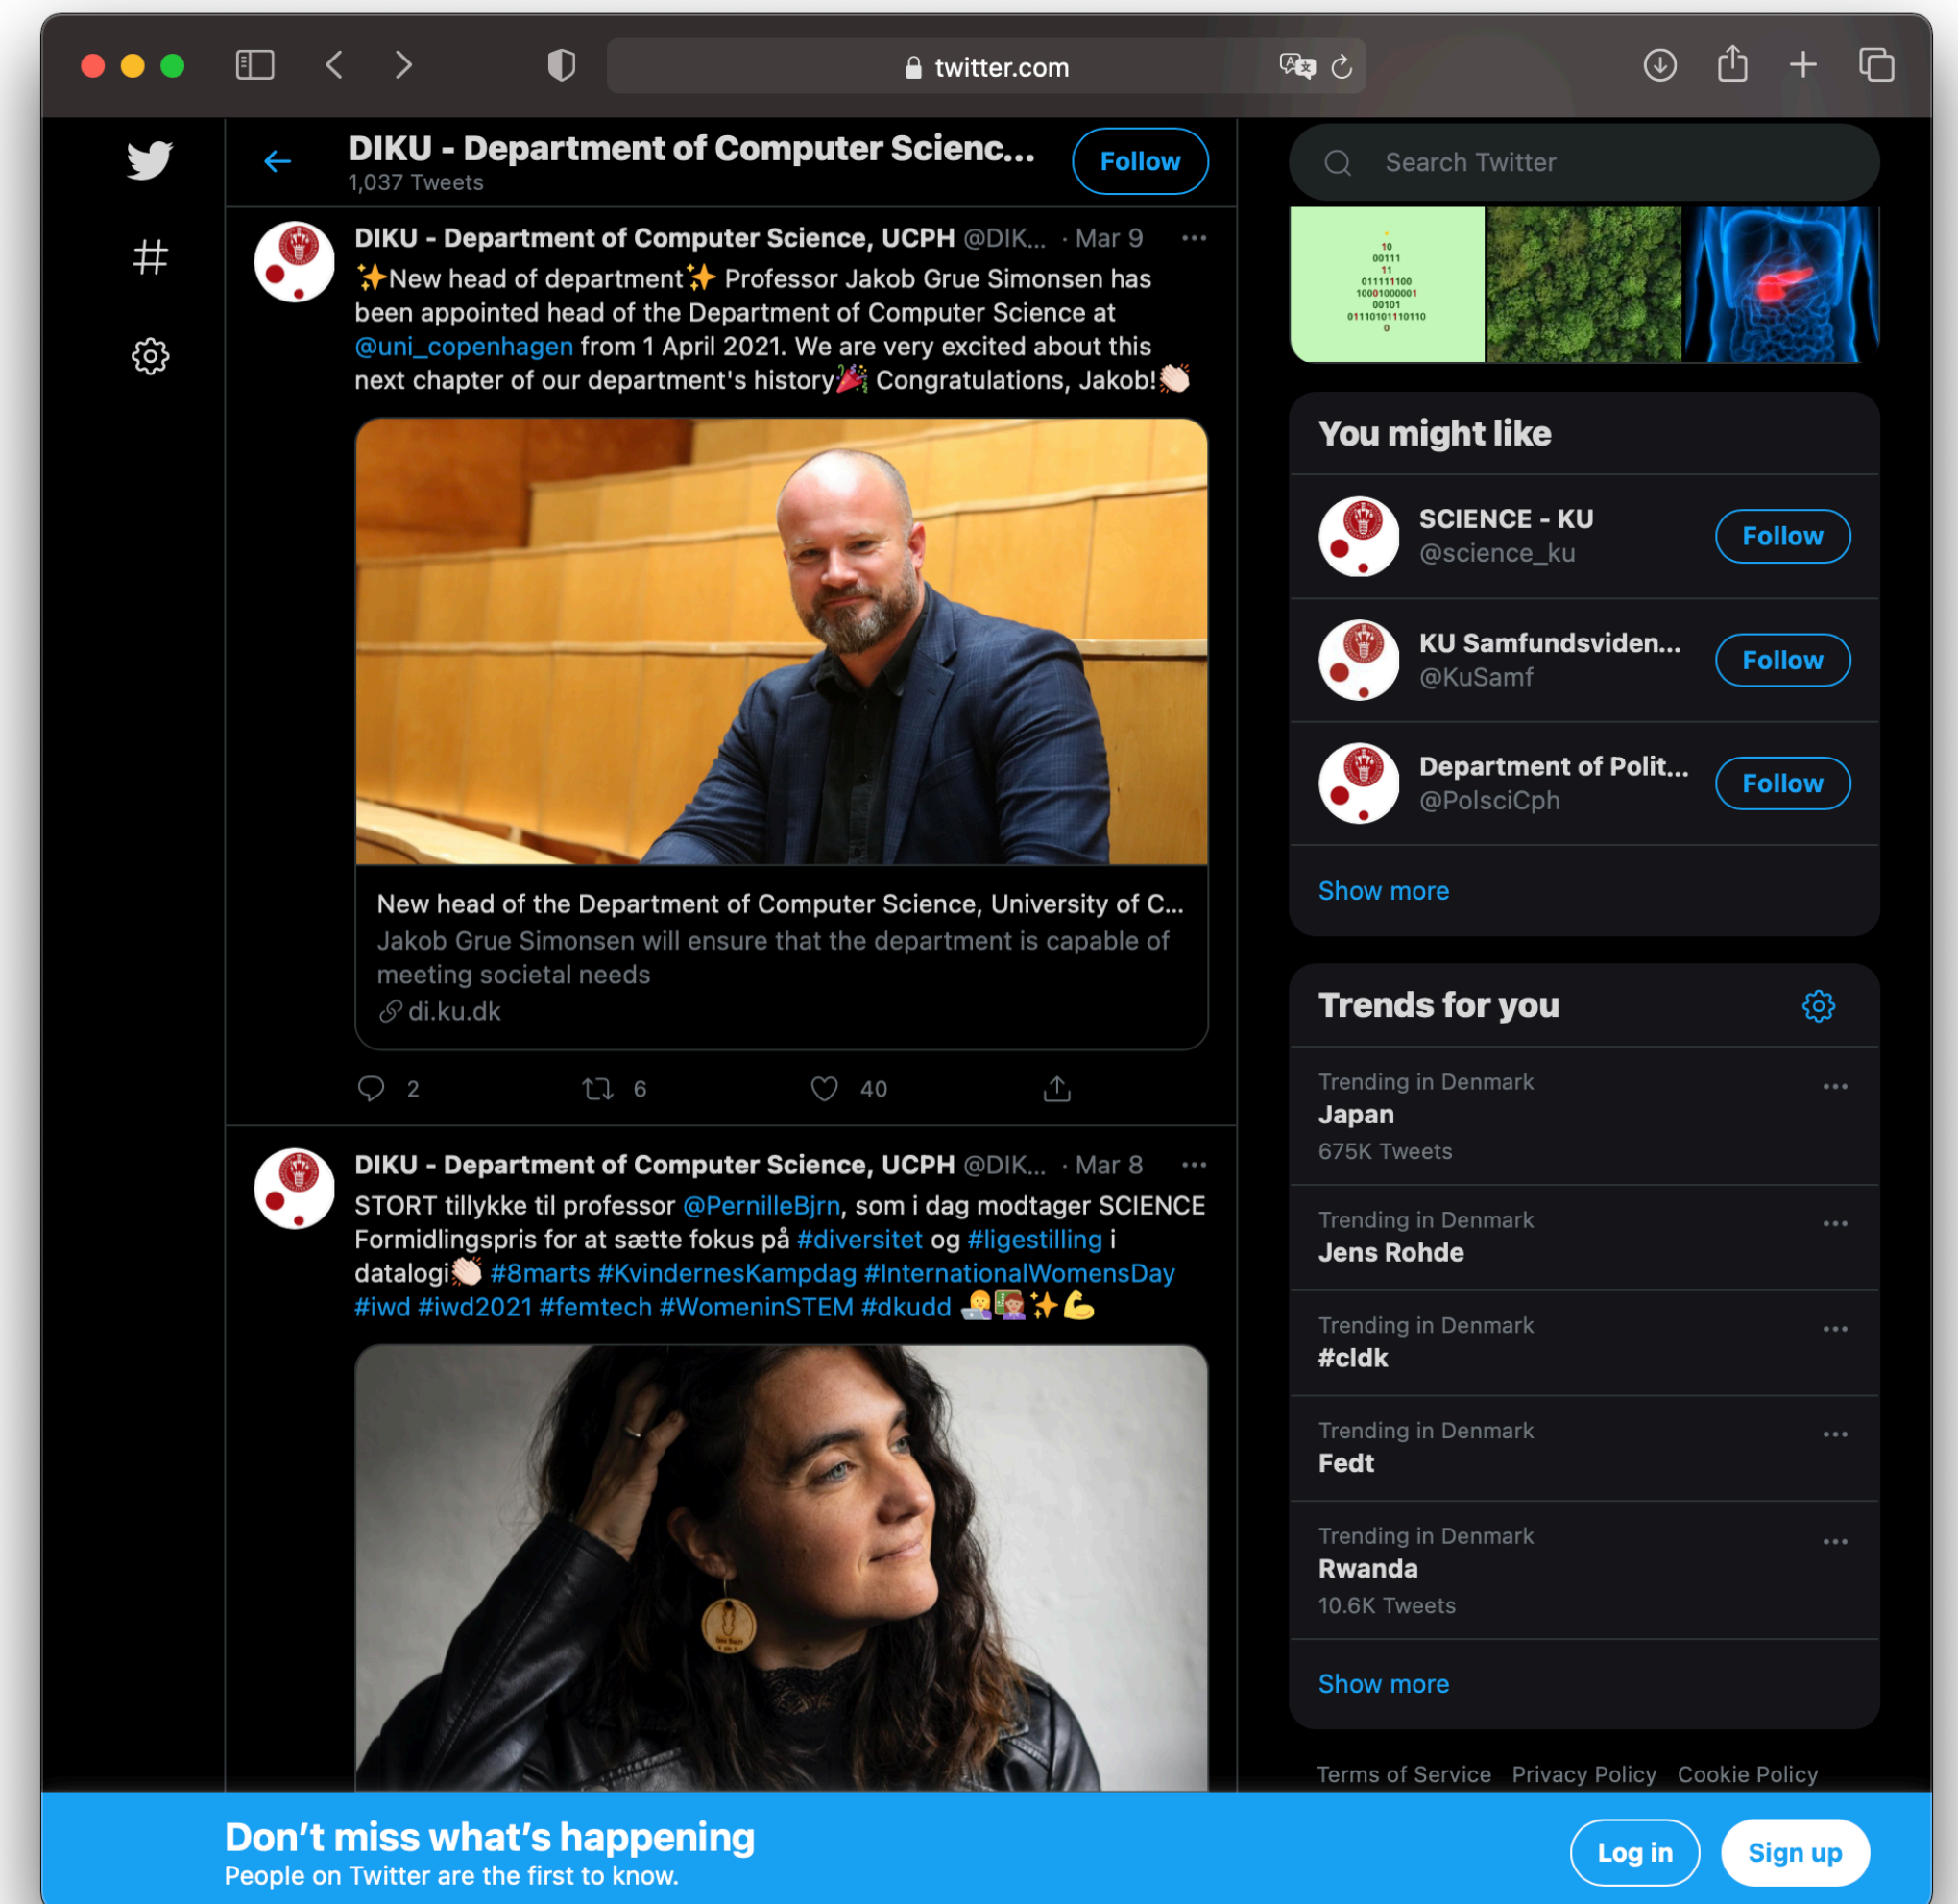 twitter.com
DIKU - Department of Computer Scienc...
1,037 Tweets
Follow
DIKU - Department of Computer Science, UCPH @DIK... · Mar 9
✨New head of department✨ Professor Jakob Grue Simonsen has
been appointed head of the Department of Computer Science at
@uni_copenhagen from 1 April 2021. We are very excited about this
next chapter of our department's history🎉 Congratulations, Jakob!👏🏻
New head of the Department of Computer Science, University of C...
Jakob Grue Simonsen will ensure that the department is capable of
meeting societal needs
di.ku.dk
2 6 40
DIKU - Department of Computer Science, UCPH @DIK... · Mar 8
STORT tillykke til professor @PernilleBjrn, som i dag modtager SCIENCE
Formidlingspris for at sætte fokus på #diversitet og #ligestilling i
datalogi👏🏻 #8marts #KvindernesKampdag #InternationalWomensDay
#iwd #iwd2021 #femtech #WomeninSTEM #dkudd 👩‍💻👩🏽‍🏫✨💪
Search Twitter
10
00111
11
011111100
10001000001
00101
01110101110110
0
You might like
SCIENCE - KU
@science_ku
Follow
KU Samfundsviden...
@KuSamf
Follow
Department of Polit...
@PolsciCph
Follow
Show more
Trends for you
Trending in Denmark
Japan
675K Tweets
Trending in Denmark
Jens Rohde
Trending in Denmark
#cldk
Trending in Denmark
Fedt
Trending in Denmark
Rwanda
10.6K Tweets
Show more
Terms of Service Privacy Policy Cookie Policy
Don't miss what's happening
People on Twitter are the first to know.
Log in
Sign up